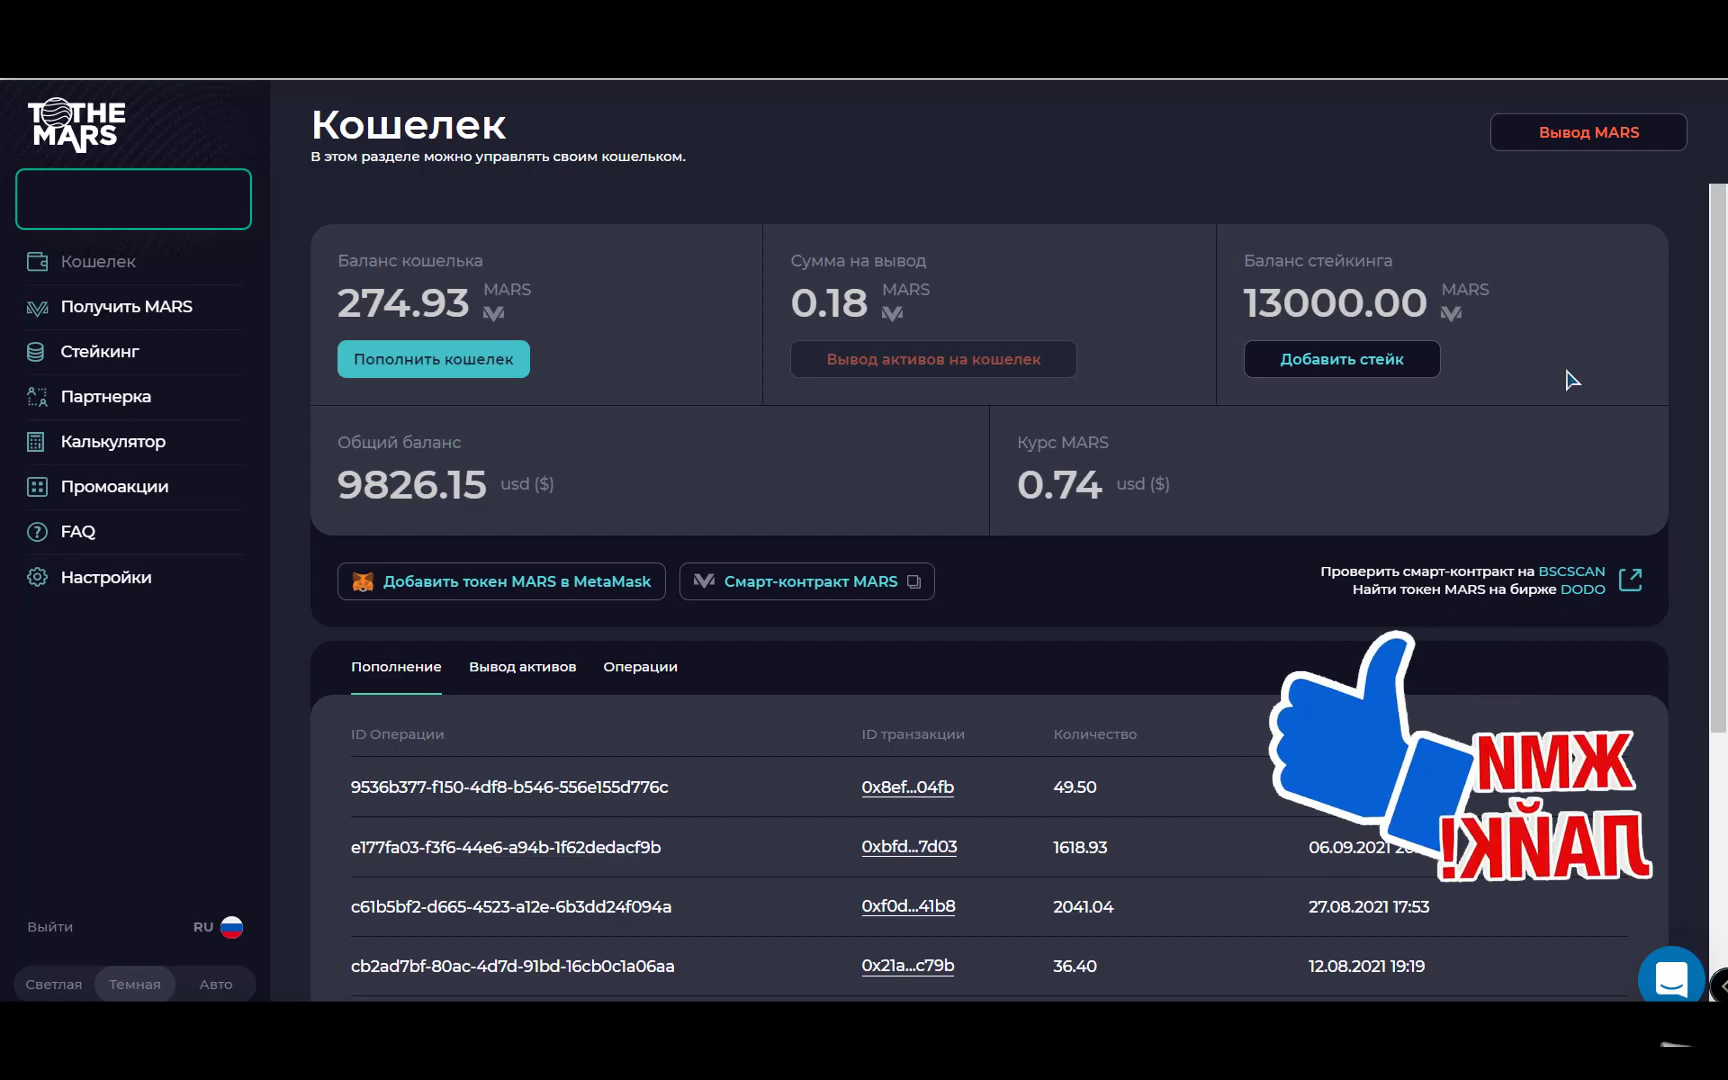 TO THE
MARS
Кошелек
В этом разделе можно управлять своим кошельком.
Вывод MARS
Кошелек
Получить MARS
Стейкинг
Партнерка
Калькулятор
Промоакции
FAQ
Настройки
Выйти
RU
Светлая
Темная
Авто
Баланс кошелька
274.93 MARS
Пополнить кошелек
Сумма на вывод
0.18 MARS
Вывод активов на кошелек
Баланс стейкинга
13000.00 MARS
Добавить стейк
Общий баланс
9826.15 usd ($)
Курс MARS
0.74 usd ($)
Добавить токен MARS в MetaMask
Смарт-контракт MARS
Проверить смарт-контракт на BSCSCAN
Найти токен MARS на бирже DODO
Пополнение Вывод активов Операции
ID Операции ID транзакции Количество
9536b377-f150-4df8-b546-556e155d776c 0x8ef...04fb 49.50
e177fa03-f3f6-44e6-a94b-1f62dedacf9b 0xbfd...7d03 1618.93 06.09.2021
c61b5bf2-d665-4523-a12e-6b3dd24f094a 0xf0d...41b8 2041.04 27.08.2021 17:53
cb2ad7bf-80ac-4d7d-91bd-16cb0c1a06aa 0x21a...c79b 36.40 12.08.2021 19:19
ЖМИ
ЛАЙК!